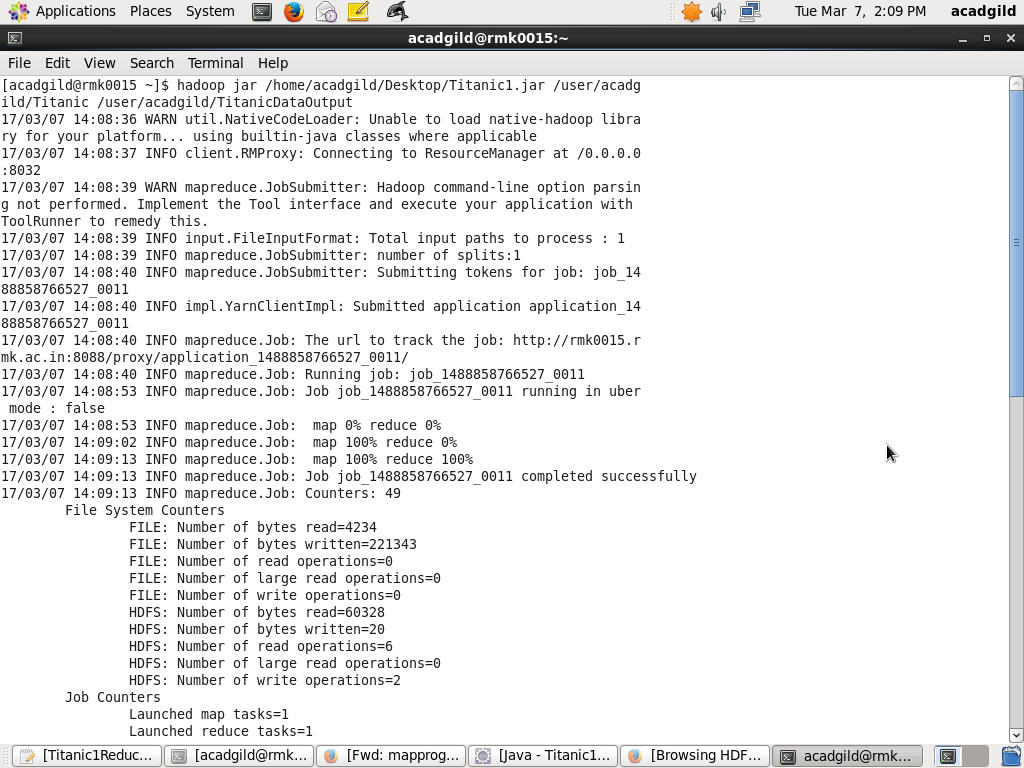 Applications Places System Tue Mar 7, 2:09 PM acadgild
acadgild@rmk0015:~
File Edit View Search Terminal Help
[acadgild@rmk0015 ~]$ hadoop jar /home/acadgild/Desktop/Titanic1.jar /user/acadg
ild/Titanic /user/acadgild/TitanicDataOutput
17/03/07 14:08:36 WARN util.NativeCodeLoader: Unable to load native-hadoop libra
ry for your platform... using builtin-java classes where applicable
17/03/07 14:08:37 INFO client.RMProxy: Connecting to ResourceManager at /0.0.0.0
:8032
17/03/07 14:08:39 WARN mapreduce.JobSubmitter: Hadoop command-line option parsin
g not performed. Implement the Tool interface and execute your application with
ToolRunner to remedy this.
17/03/07 14:08:39 INFO input.FileInputFormat: Total input paths to process : 1
17/03/07 14:08:39 INFO mapreduce.JobSubmitter: number of splits:1
17/03/07 14:08:40 INFO mapreduce.JobSubmitter: Submitting tokens for job: job_14
88858766527_0011
17/03/07 14:08:40 INFO impl.YarnClientImpl: Submitted application application_14
88858766527_0011
17/03/07 14:08:40 INFO mapreduce.Job: The url to track the job: http://rmk0015.r
mk.ac.in:8088/proxy/application_1488858766527_0011/
17/03/07 14:08:40 INFO mapreduce.Job: Running job: job_1488858766527_0011
17/03/07 14:08:53 INFO mapreduce.Job: Job job_1488858766527_0011 running in uber
 mode : false
17/03/07 14:08:53 INFO mapreduce.Job:  map 0% reduce 0%
17/03/07 14:09:02 INFO mapreduce.Job:  map 100% reduce 0%
17/03/07 14:09:13 INFO mapreduce.Job:  map 100% reduce 100%
17/03/07 14:09:13 INFO mapreduce.Job: Job job_1488858766527_0011 completed successfully
17/03/07 14:09:13 INFO mapreduce.Job: Counters: 49
File System Counters
FILE: Number of bytes read=4234
FILE: Number of bytes written=221343
FILE: Number of read operations=0
FILE: Number of large read operations=0
FILE: Number of write operations=0
HDFS: Number of bytes read=60328
HDFS: Number of bytes written=20
HDFS: Number of read operations=6
HDFS: Number of large read operations=0
HDFS: Number of write operations=2
Job Counters
Launched map tasks=1
Launched reduce tasks=1
[Titanic1Reduc... [acadgild@rmk... [Fwd: mapprog... [Java - Titanic1... [Browsing HDF... acadgild@rmk...